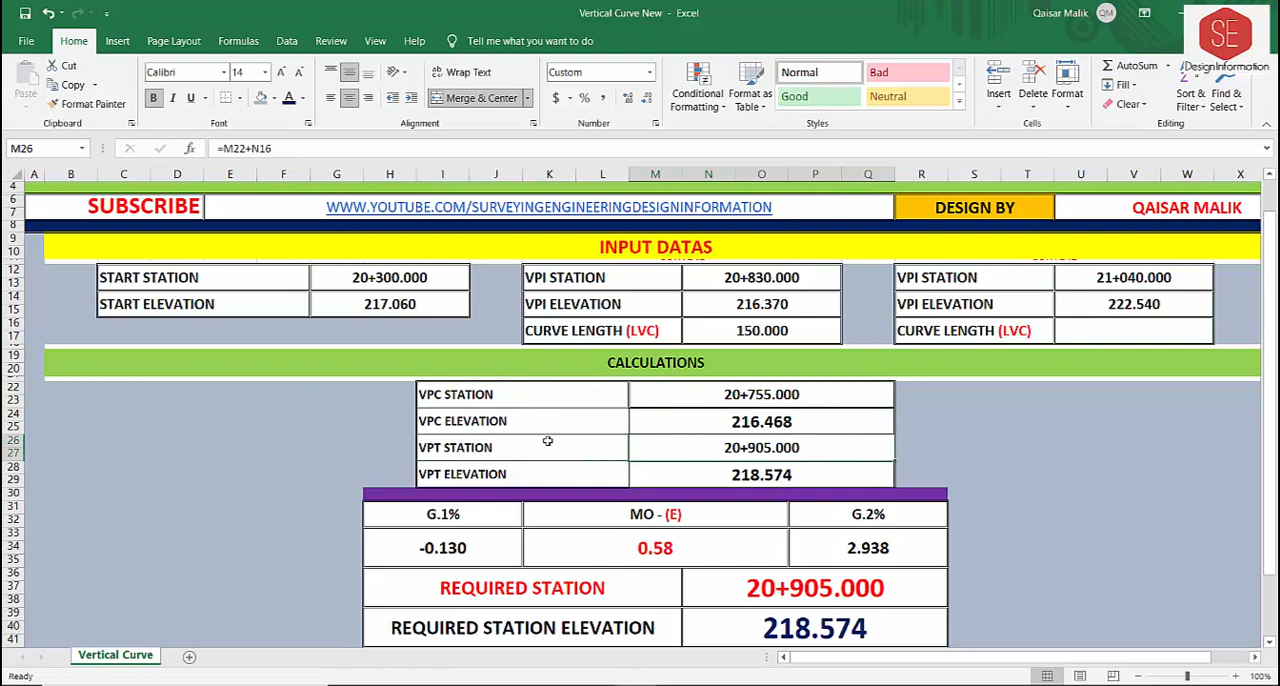 Vertical Curve New - Excel
Qaisar Malik
QM
SE
DesignInformation
File Home Insert Page Layout Formulas Data Review View Help Tell me what you want to do
Paste
Cut
Copy
Format Painter
Clipboard
Calibri 14
B I U
Font
Wrap Text
Merge & Center
Alignment
Custom
$ % ,
Number
Conditional Formatting
Format as Table
Normal
Bad
Good
Neutral
Styles
Insert
Delete
Format
Cells
AutoSum
Fill
Clear
Sort & Filter
Find & Select
Editing
M26
fx
=M22+N16
A B C D E F G H I J K L M N O P Q R S T U V W X
SUBSCRIBE WWW.YOUTUBE.COM/SURVEYINGENGINEERINGDESIGNINFORMATION DESIGN BY QAISAR MALIK
INPUT DATAS
START STATION 20+300.000 VPI STATION 20+830.000 VPI STATION 21+040.000
START ELEVATION 217.060 VPI ELEVATION 216.370 VPI ELEVATION 222.540
CURVE LENGTH (LVC) 150.000 CURVE LENGTH (LVC)
CALCULATIONS
VPC STATION 20+755.000
VPC ELEVATION 216.468
VPT STATION 20+905.000
VPT ELEVATION 218.574
G.1% MO - (E) G.2%
-0.130 0.58 2.938
REQUIRED STATION 20+905.000
REQUIRED STATION ELEVATION 218.574
Vertical Curve
Ready
100%